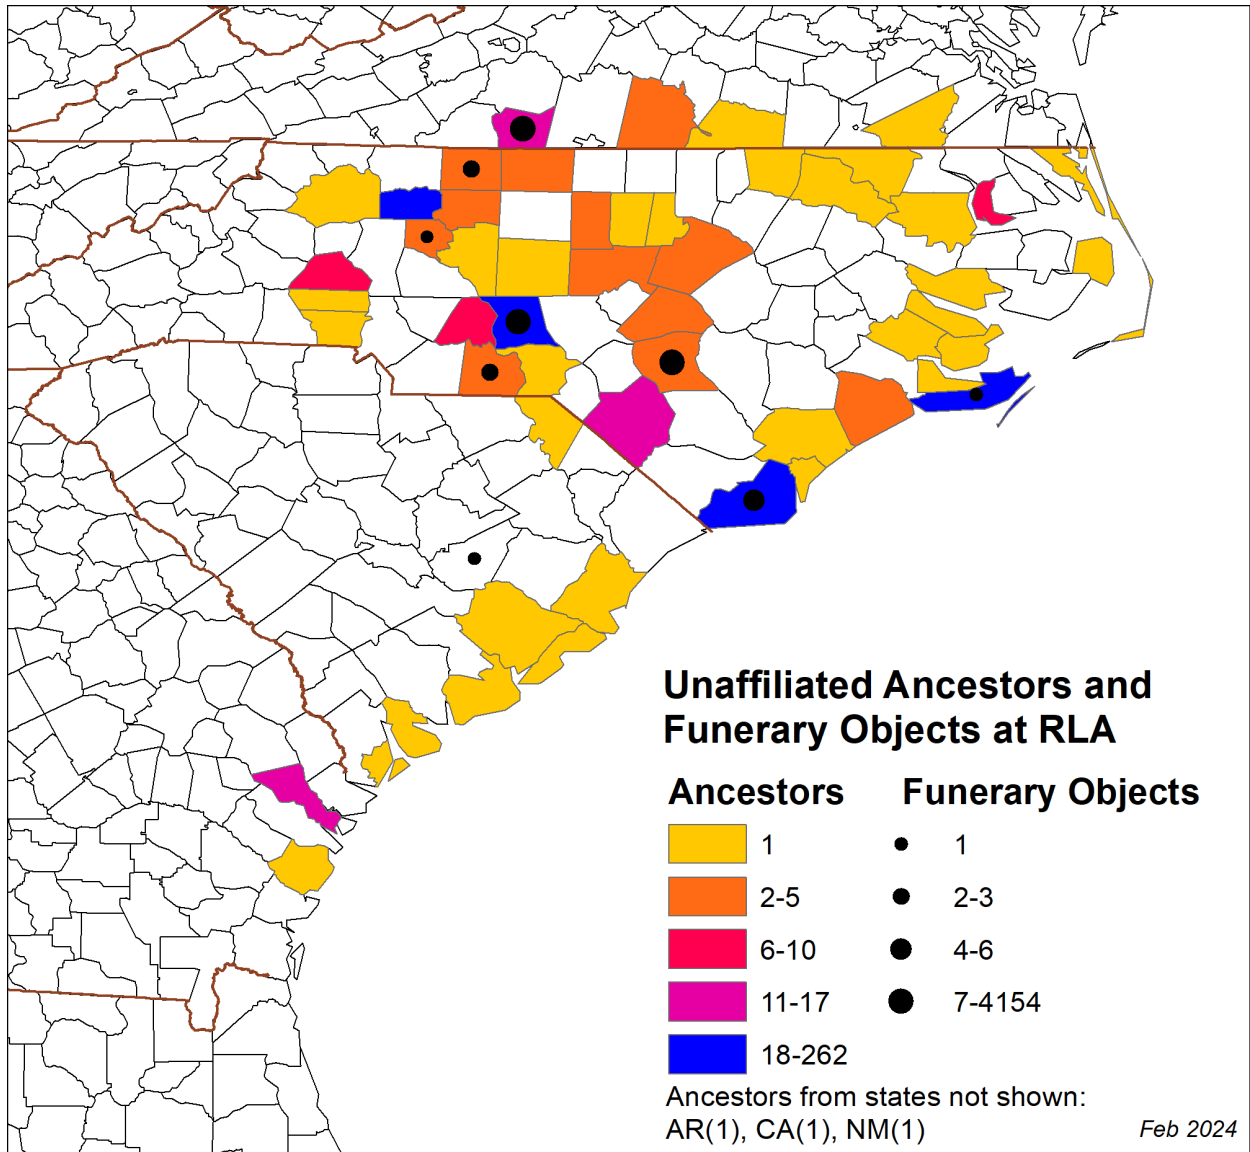 Unaffiliated Ancestors and
Funerary Objects at RLA
Ancestors
Funerary Objects
1
1
2-5
2-3
6-10
4-6
11-17
7-4154
18-262
Ancestors from states not shown:
AR(1), CA(1), NM(1)
Feb 2024